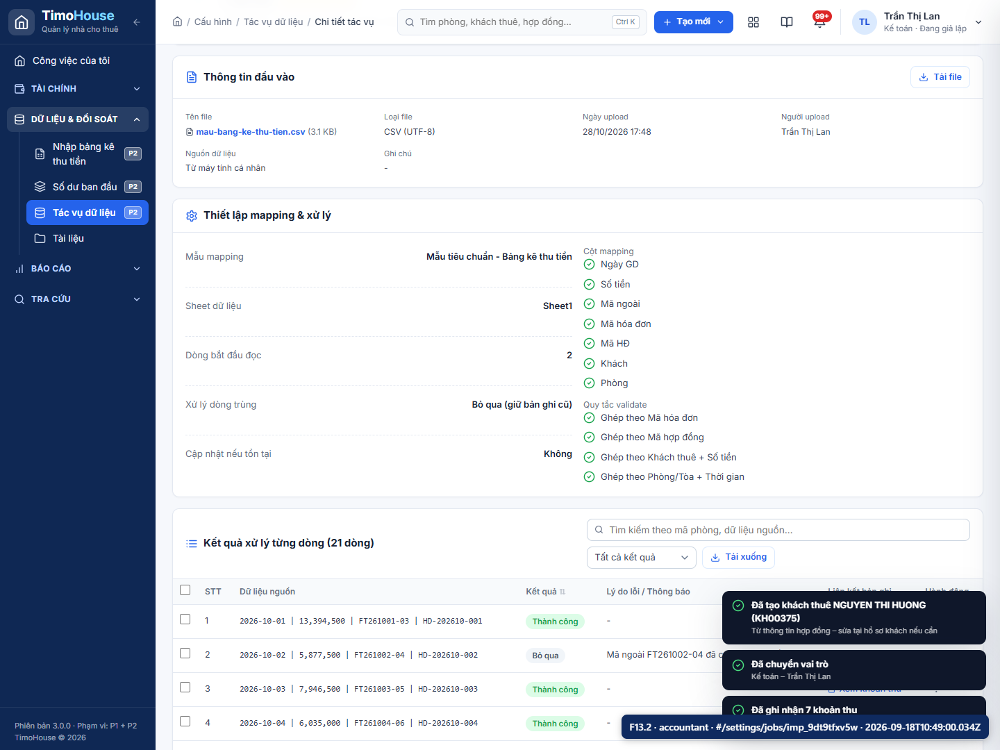 TimoHouse
Quản lý nhà cho thuê
Công việc của tôi
TÀI CHÍNH
DỮ LIỆU & ĐỐI SOÁT
Nhập bảng kê thu tiền P2
Số dư ban đầu P2
Tác vụ dữ liệu P2
Tài liệu
BÁO CÁO
TRA CỨU
Phiên bản 3.0.0 · Phạm vi: P1 + P2
TimoHouse © 2026
/ Cấu hình / Tác vụ dữ liệu / Chi tiết tác vụ
Tìm phòng, khách thuê, hợp đồng... Ctrl K
Tạo mới
99+
TL
Trần Thị Lan
Kế toán · Đang giả lập
Thông tin đầu vào
Tải file
Tên file Loại file Ngày upload Người upload
mau-bang-ke-thu-tien.csv (3.1 KB) CSV (UTF-8) 28/10/2026 17:48 Trần Thị Lan
Nguồn dữ liệu Ghi chú
Từ máy tính cá nhân -
Thiết lập mapping & xử lý
Mẫu mapping Mẫu tiêu chuẩn - Bảng kê thu tiền
Sheet dữ liệu Sheet1
Dòng bắt đầu đọc 2
Xử lý dòng trùng Bỏ qua (giữ bản ghi cũ)
Cập nhật nếu tồn tại Không
Cột mapping
Ngày GD
Số tiền
Mã ngoài
Mã hóa đơn
Mã HĐ
Khách
Phòng
Quy tắc validate
Ghép theo Mã hóa đơn
Ghép theo Mã hợp đồng
Ghép theo Khách thuê + Số tiền
Ghép theo Phòng/Tòa + Thời gian
Kết quả xử lý từng dòng (21 dòng)
Tìm kiếm theo mã phòng, dữ liệu nguồn...
Tất cả kết quả
Tải xuống
STT Dữ liệu nguồn Kết quả Lý do lỗi / Thông báo
1 2026-10-01 | 13,394,500 | FT261001-03 | HD-202610-001 Thành công -
2 2026-10-02 | 5,877,500 | FT261002-04 | HD-202610-002 Bỏ qua Mã ngoài FT261002-04 đã
3 2026-10-03 | 7,946,500 | FT261003-05 | HD-202610-003 Thành công -
4 2026-10-04 | 6,035,000 | FT261004-06 | HD-202610-004 Thành công -
Đã tạo khách thuê NGUYEN THI HUONG (KH00375)
Từ thông tin hợp đồng – sửa tại hồ sơ khách nếu cần
Đã chuyển vai trò
Kế toán – Trần Thị Lan
Đã ghi nhận 7 khoản thu
F13.2 · accountant · #/settings/jobs/imp_9dt9tfxv5w · 2026-09-18T10:49:00.034Z